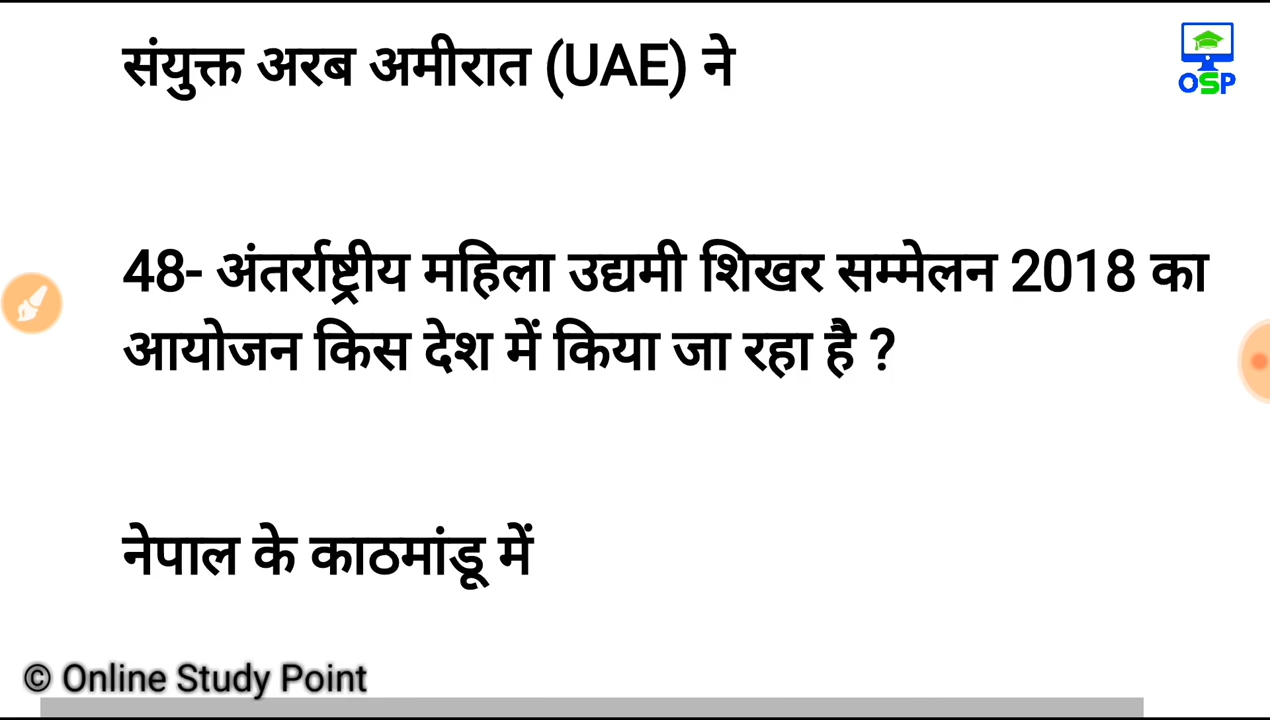 संयुक्त अरब अमीरात (UAE) ने
OSP
48- अंतर्राष्ट्रीय महिला उद्यमी शिखर सम्मेलन 2018 का
आयोजन किस देश में किया जा रहा है ?
नेपाल के काठमांडू में
© Online Study Point